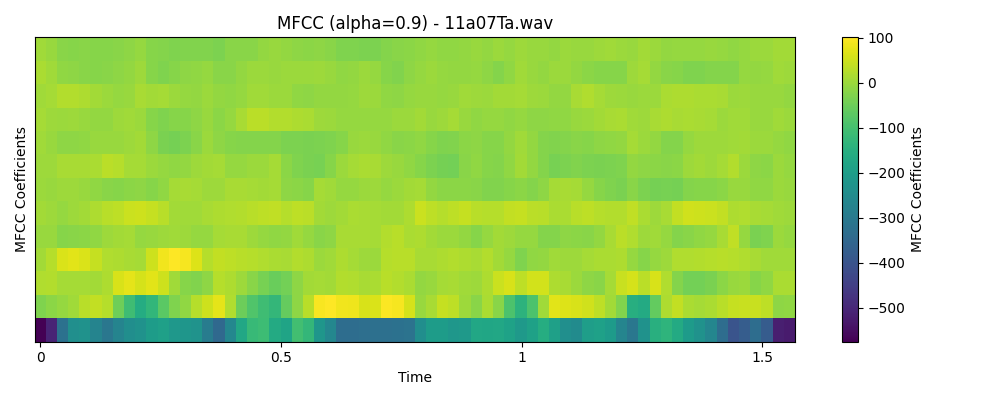 MFCC (alpha=0.9) - 11a07Ta.wav
MFCC Coefficients
0
0.5
1
1.5
Time
100
0
−100
−200
−300
−400
−500
MFCC Coefficients